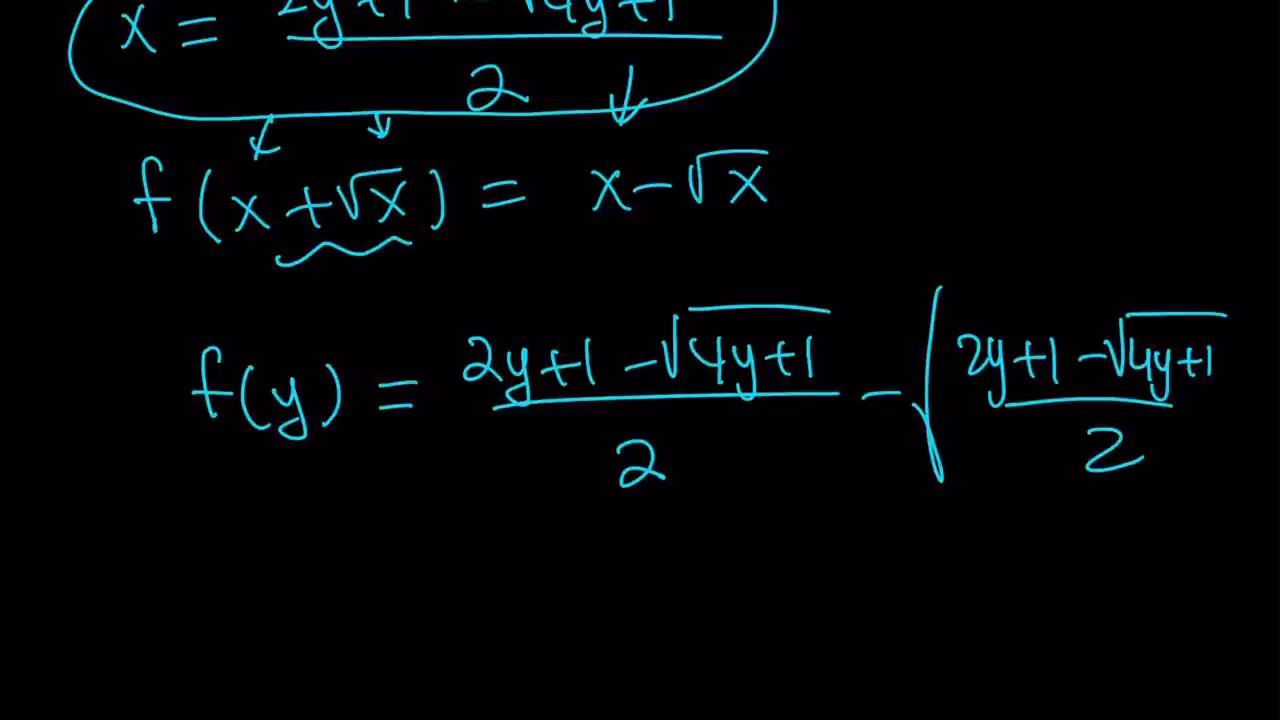 x = 2y+1 - √4y+1 / 2
f(x+√x) = x-√x
f(y) = 2y+1 -√4y+1 / 2 - √(2y+1 -√4y+1 / 2)